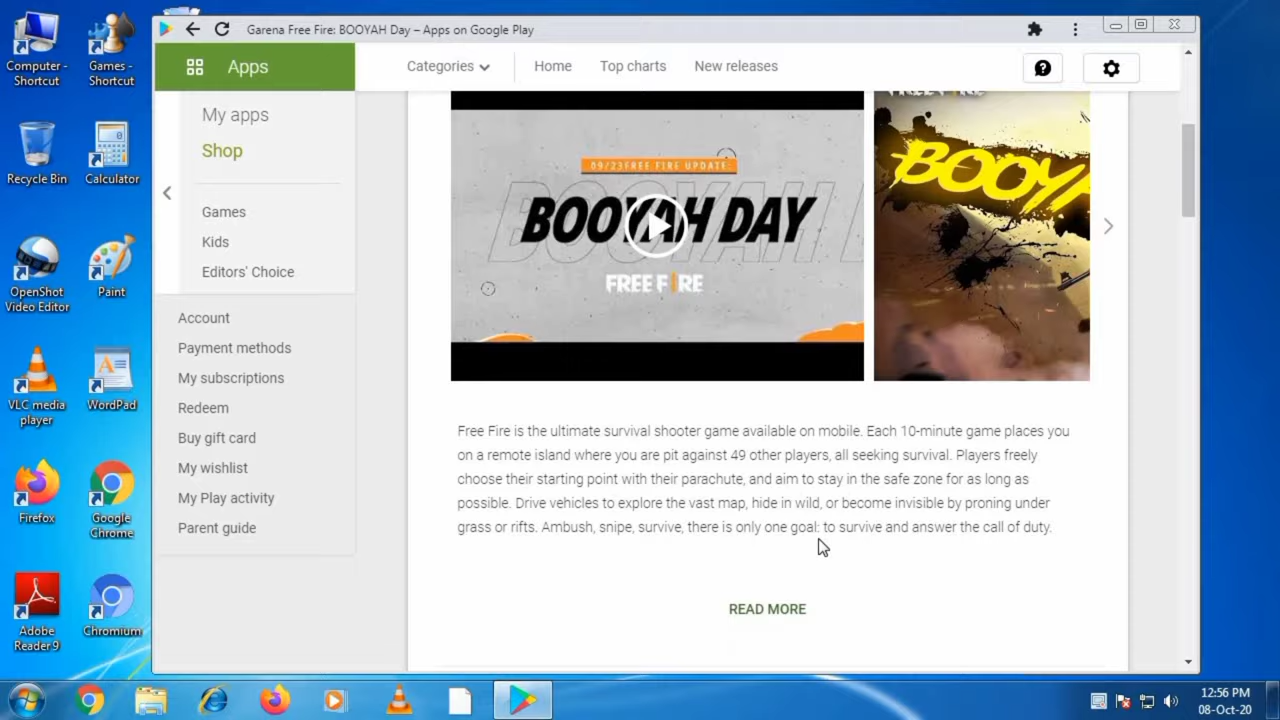 Garena Free Fire: BOOYAH Day – Apps on Google Play
Apps
Categories
Home
Top charts
New releases
My apps
Shop
Games
Kids
Editors' Choice
Account
Payment methods
My subscriptions
Redeem
Buy gift card
My wishlist
My Play activity
Parent guide
09/23 FREE FIRE UPDATE:
BOOYAH DAY
FREE FIRE
FREE FIRE
BOOYA
Free Fire is the ultimate survival shooter game available on mobile. Each 10-minute game places you
on a remote island where you are pit against 49 other players, all seeking survival. Players freely
choose their starting point with their parachute, and aim to stay in the safe zone for as long as
possible. Drive vehicles to explore the vast map, hide in wild, or become invisible by proning under
grass or rifts. Ambush, snipe, survive, there is only one goal: to survive and answer the call of duty.
READ MORE
Computer -
Shortcut
Games -
Shortcut
Recycle Bin
Calculator
OpenShot
Video Editor
Paint
VLC media
player
WordPad
Firefox
Google
Chrome
Adobe
Reader 9
Chromium
12:56 PM
08-Oct-20